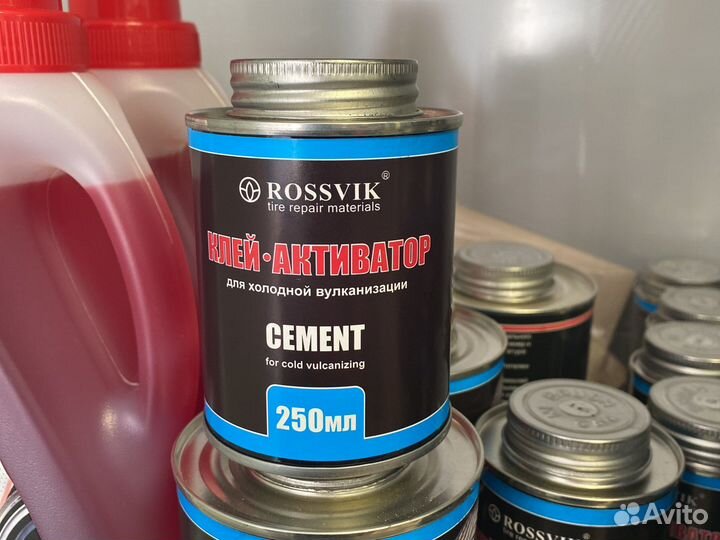 ROSSVIK®
tire repair materials
КЛЕЙ·АКТИВАТОР
для холодной вулканизации
CEMENT
for cold vulcanizing
250мл
ROSSVIK
Avito